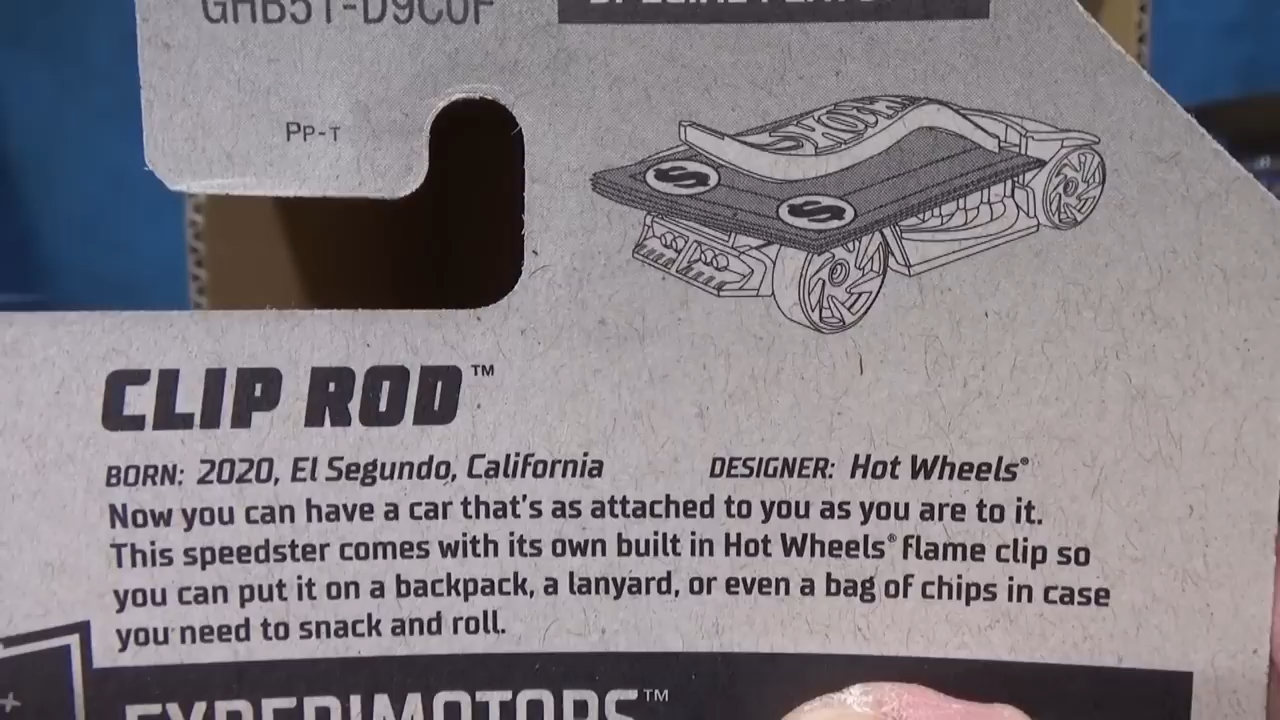 GHB51-D9C0F
Pp-T
$ $
CLIP ROD™
BORN: 2020, El Segundo, California DESIGNER: Hot Wheels®
Now you can have a car that's as attached to you as you are to it.
This speedster comes with its own built in Hot Wheels® flame clip so
you can put it on a backpack, a lanyard, or even a bag of chips in case
you need to snack and roll.
EXPERIMOTORS™